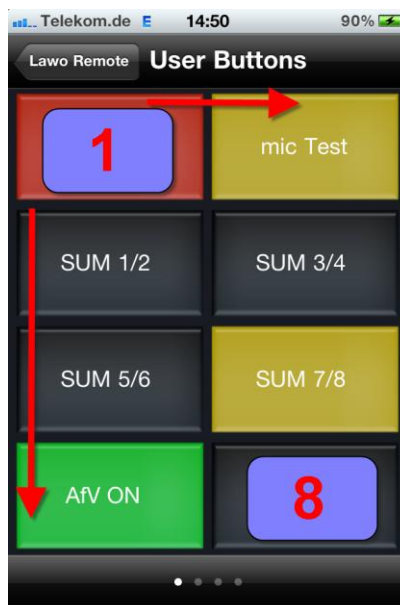 Telekom.de E 14:50 90%
Lawo Remote User Buttons
1 mic Test
SUM 1/2 SUM 3/4
SUM 5/6 SUM 7/8
AfV ON 8